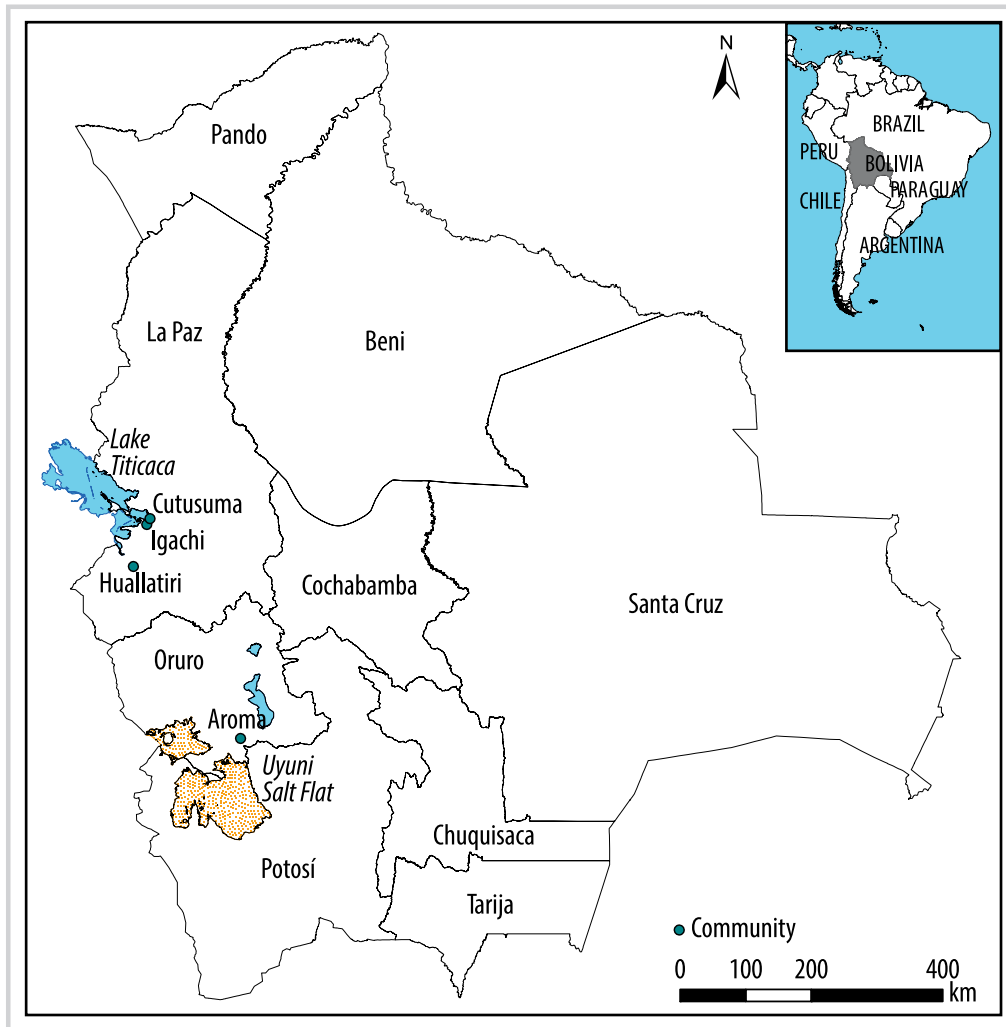 N
Pando
BRAZIL
PERU
BOLIVIA
PARAGUAY
CHILE
ARGENTINA
La Paz
Beni
Lake
Titicaca
Cutusuma
Igachi
Huallatiri
Cochabamba
Santa Cruz
Oruro
Aroma
Uyuni
Salt Flat
Chuquisaca
Potosí
Tarija
Community
0 100 200 400
km